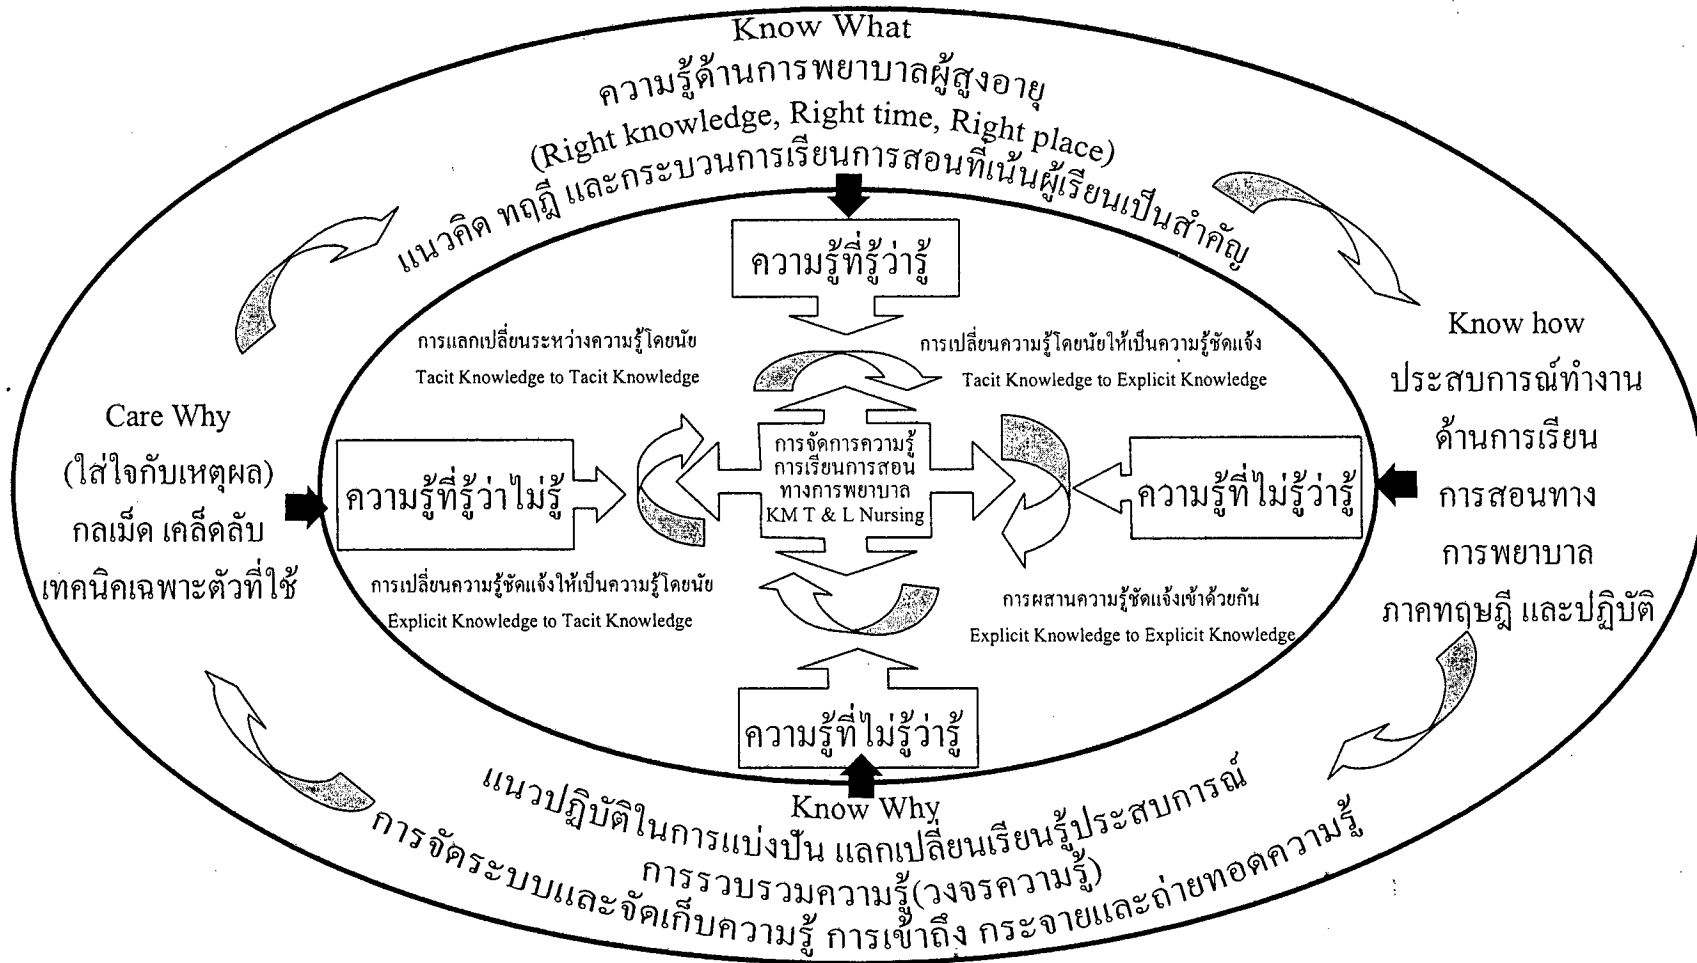 Know What
ความรู้ด้านการพยาบาลผู้สูงอายุ
(Right knowledge, Right time, Right place)
แนวคิด ทฤฎี และกระบวนการเรียนการสอนที่เน้นผู้เรียนเป็นสำคัญ
ความรู้ที่รู้ว่ารู้
การแลกเปลี่ยนระหว่างความรู้โดยนัย
Tacit Knowledge to Tacit Knowledge
การเปลี่ยนความรู้โดยนัยให้เป็นความรู้ชัดแจ้ง
Tacit Knowledge to Explicit Knowledge
Care Why
(ใส่ใจกับเหตุผล)
กลเม็ด เคล็ดลับ
เทคนิคเฉพาะตัวที่ใช้
ความรู้ที่รู้ว่าไม่รู้
การจัดการความรู้
การเรียนการสอน
ทางการพยาบาล
KM T & L Nursing
ความรู้ที่ไม่รู้ว่ารู้
Know how
ประสบการณ์ทำงาน
ด้านการเรียน
การสอนทาง
การพยาบาล
ภาคทฤษฎี และปฏิบัติ
การเปลี่ยนความรู้ชัดแจ้งให้เป็นความรู้โดยนัย
Explicit Knowledge to Tacit Knowledge
การผสานความรู้ชัดแจ้งเข้าด้วยกัน
Explicit Knowledge to Explicit Knowledge
ความรู้ที่ไม่รู้ว่ารู้
Know Why
แนวปฏิบัติในการแบ่งปัน แลกเปลี่ยนเรียนรู้ประสบการณ์
การรวบรวมความรู้(วงจรความรู้)
การจัดระบบและจัดเก็บความรู้ การเข้าถึง กระจายและถ่ายทอดความรู้